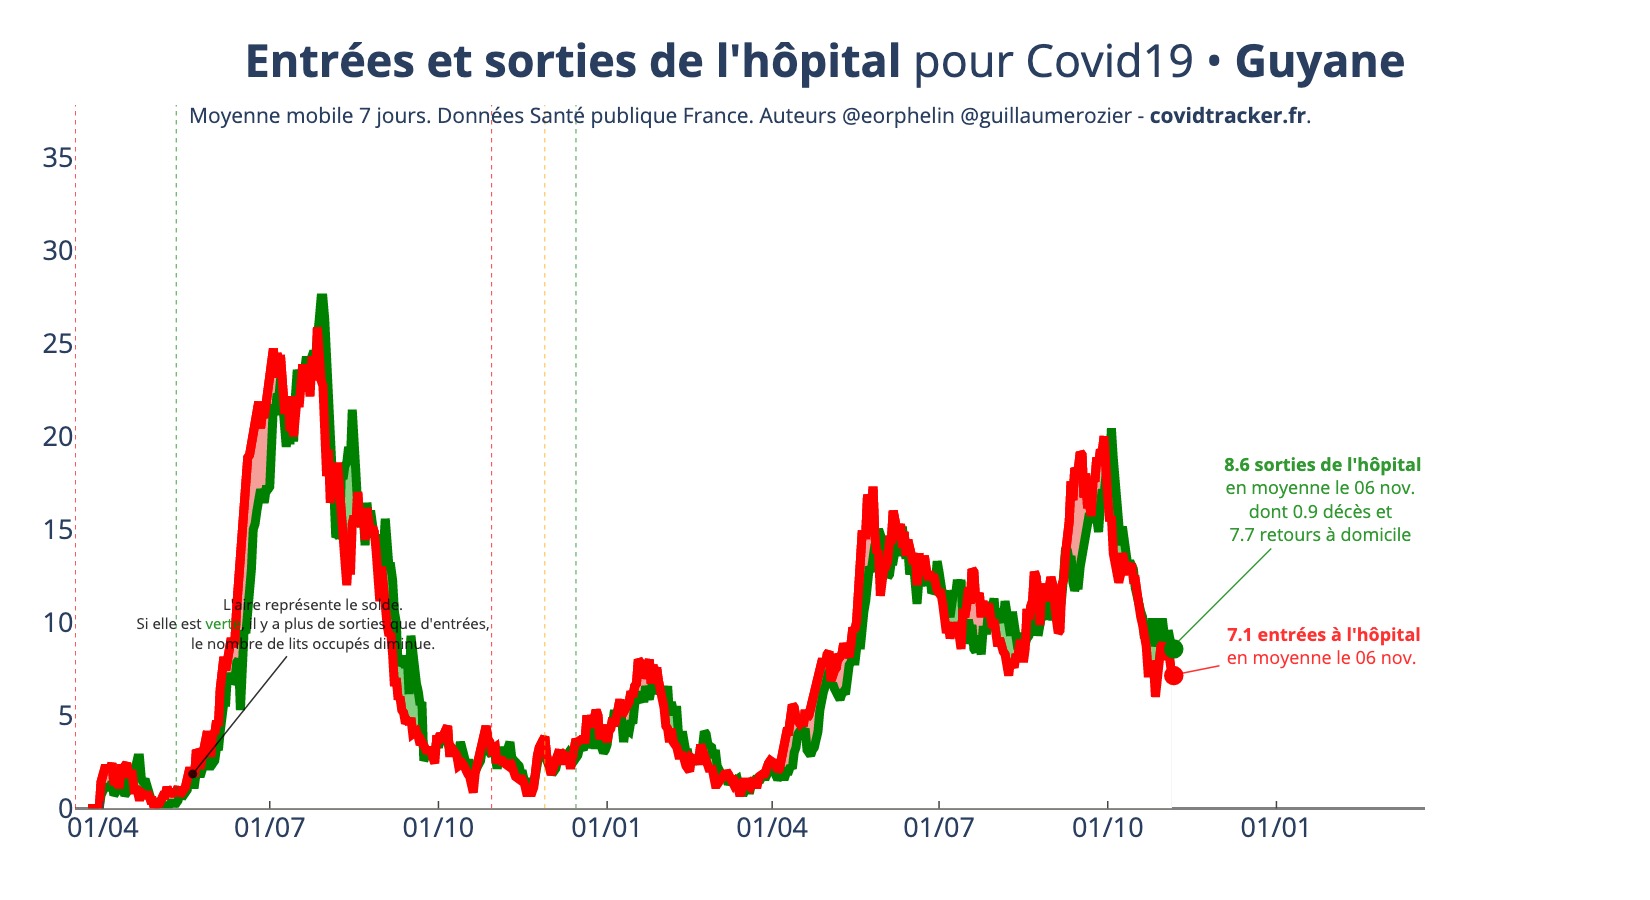 Entrées et sorties de l'hôpital pour Covid19 • Guyane
Moyenne mobile 7 jours. Données Santé publique France. Auteurs @eorphelin @guillaumerozier - covidtracker.fr.
35
30
25
20
15
10
5
0
8.6 sorties de l'hôpital
en moyenne le 06 nov.
dont 0.9 décès et
7.7 retours à domicile
L'aire représente le solde.
Si elle est verte, il y a plus de sorties que d'entrées,
le nombre de lits occupés diminue.
7.1 entrées à l'hôpital
en moyenne le 06 nov.
01/04 01/07 01/10 01/01 01/04 01/07 01/10 01/01